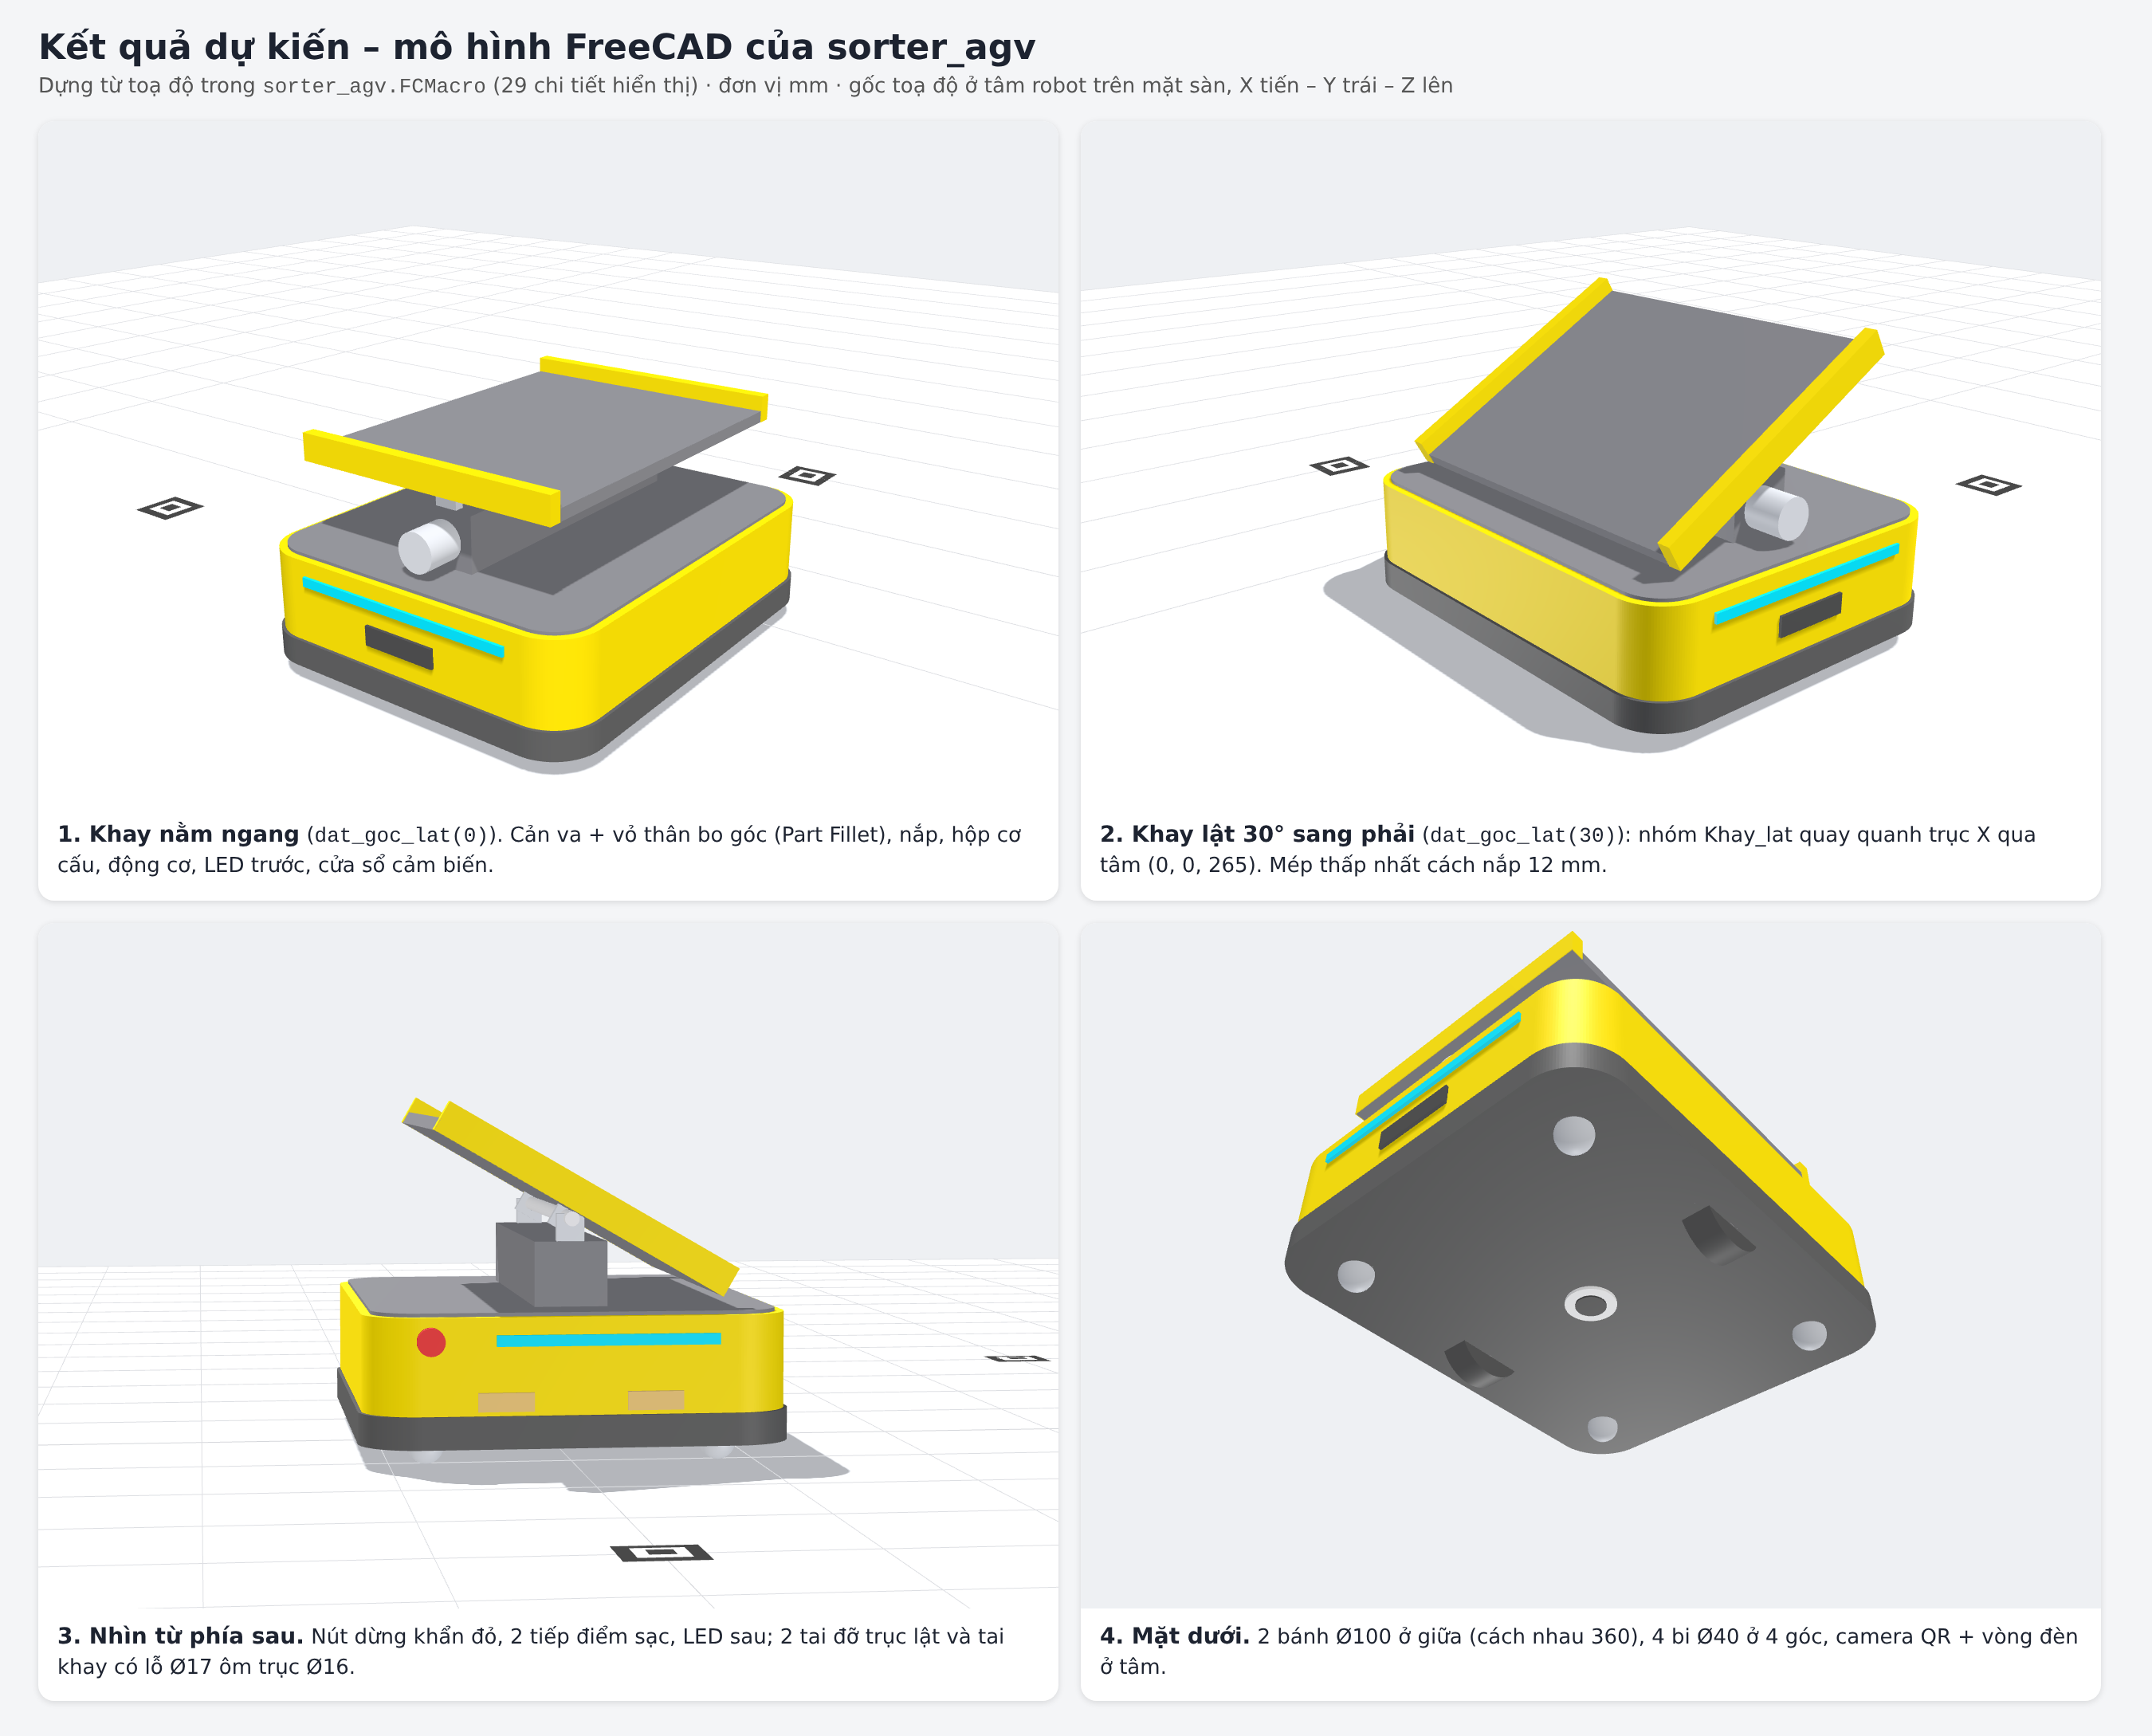 Kết quả dự kiến – mô hình FreeCAD của sorter_agv
Dựng từ toạ độ trong sorter_agv.FCMacro (29 chi tiết hiển thị) · đơn vị mm · gốc toạ độ ở tâm robot trên mặt sàn, X tiến – Y trái – Z lên
1. Khay nằm ngang (dat_goc_lat(0)). Cản va + vỏ thân bo góc (Part Fillet), nắp, hộp cơ
cấu, động cơ, LED trước, cửa sổ cảm biến.
2. Khay lật 30° sang phải (dat_goc_lat(30)): nhóm Khay_lat quay quanh trục X qua
tâm (0, 0, 265). Mép thấp nhất cách nắp 12 mm.
3. Nhìn từ phía sau. Nút dừng khẩn đỏ, 2 tiếp điểm sạc, LED sau; 2 tai đỡ trục lật và tai
khay có lỗ Ø17 ôm trục Ø16.
4. Mặt dưới. 2 bánh Ø100 ở giữa (cách nhau 360), 4 bi Ø40 ở 4 góc, camera QR + vòng đèn
ở tâm.